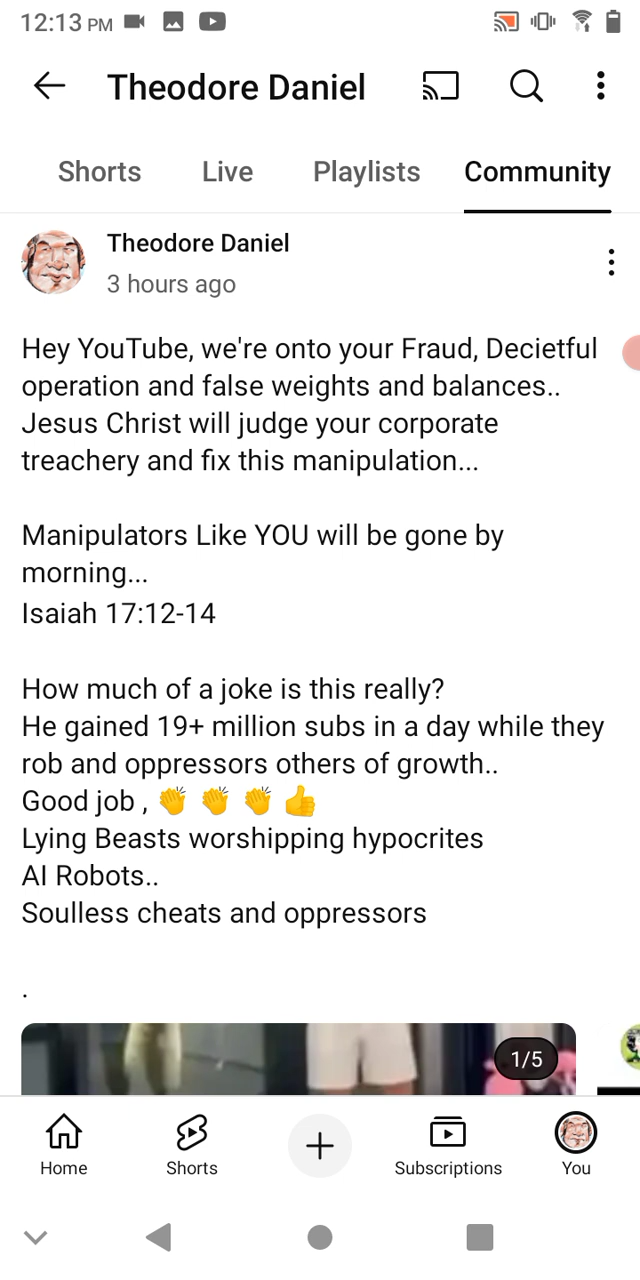 12:13 PM
Theodore Daniel
Shorts Live Playlists Community
Theodore Daniel
3 hours ago
Hey YouTube, we're onto your Fraud, Decietful
operation and false weights and balances..
Jesus Christ will judge your corporate
treachery and fix this manipulation...
Manipulators Like YOU will be gone by
morning...
Isaiah 17:12-14
How much of a joke is this really?
He gained 19+ million subs in a day while they
rob and oppressors others of growth..
Good job , 👏 👏 👏 👍
Lying Beasts worshipping hypocrites
AI Robots..
Soulless cheats and oppressors
.
1/5
Home Shorts Subscriptions You